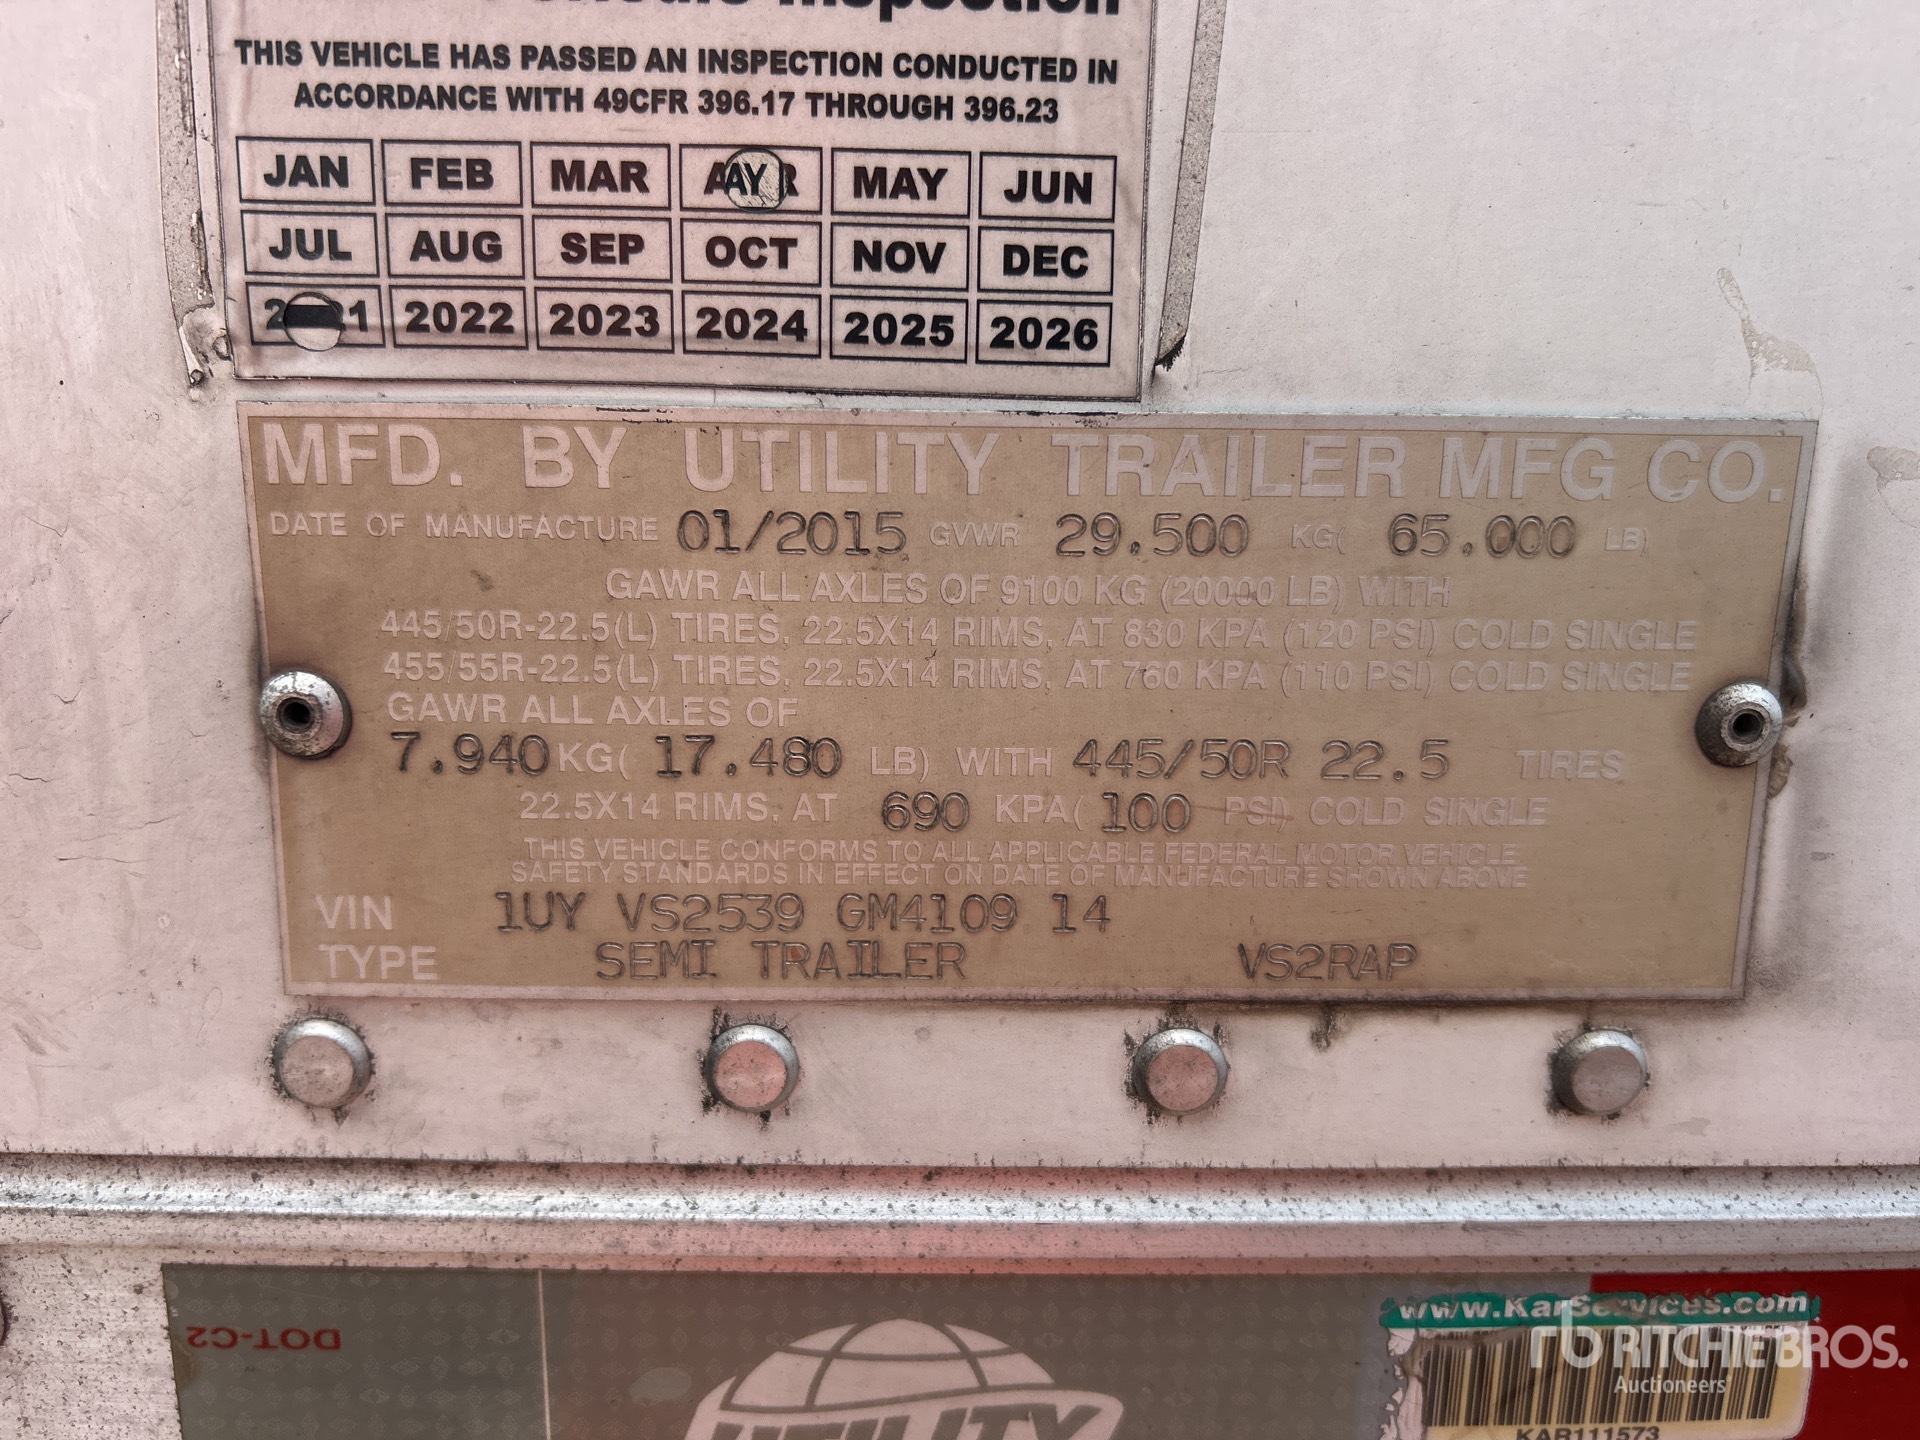 Periodic Inspection
THIS VEHICLE HAS PASSED AN INSPECTION CONDUCTED IN
ACCORDANCE WITH 49CFR 396.17 THROUGH 396.23
JAN FEB MAR MAY JUN
JUL AUG SEP OCT NOV DEC
2022 2023 2024 2025 2026
MFD. BY UTILITY TRAILER MFG CO.
DATE OF MANUFACTURE 01/2015 GVWR 29.500 KG( 65.000 LB)
GAWR ALL AXLES OF 9100 KG (20000 LB) WITH
445/50R-22.5(L) TIRES, 22.5X14 RIMS, AT 830 KPA (120 PSI) COLD SINGLE
455/55R-22.5(L) TIRES, 22.5X14 RIMS, AT 760 KPA (110 PSI) COLD SINGLE
GAWR ALL AXLES OF
7.940 KG( 17.480 LB) WITH 445/50R 22.5 TIRES
22.5X14 RIMS, AT 690 KPA( 100 PSI) COLD SINGLE
THIS VEHICLE CONFORMS TO ALL APPLICABLE FEDERAL MOTOR VEHICLE
SAFETY STANDARDS IN EFFECT ON DATE OF MANUFACTURE SHOWN ABOVE
VIN 1UY VS2539 GM4109 14
TYPE SEMI TRAILER VS2RAP
DOT-C2
UTILITY
www.KarServices.com
rb RITCHIE BROS.
Auctioneers
KAR111573